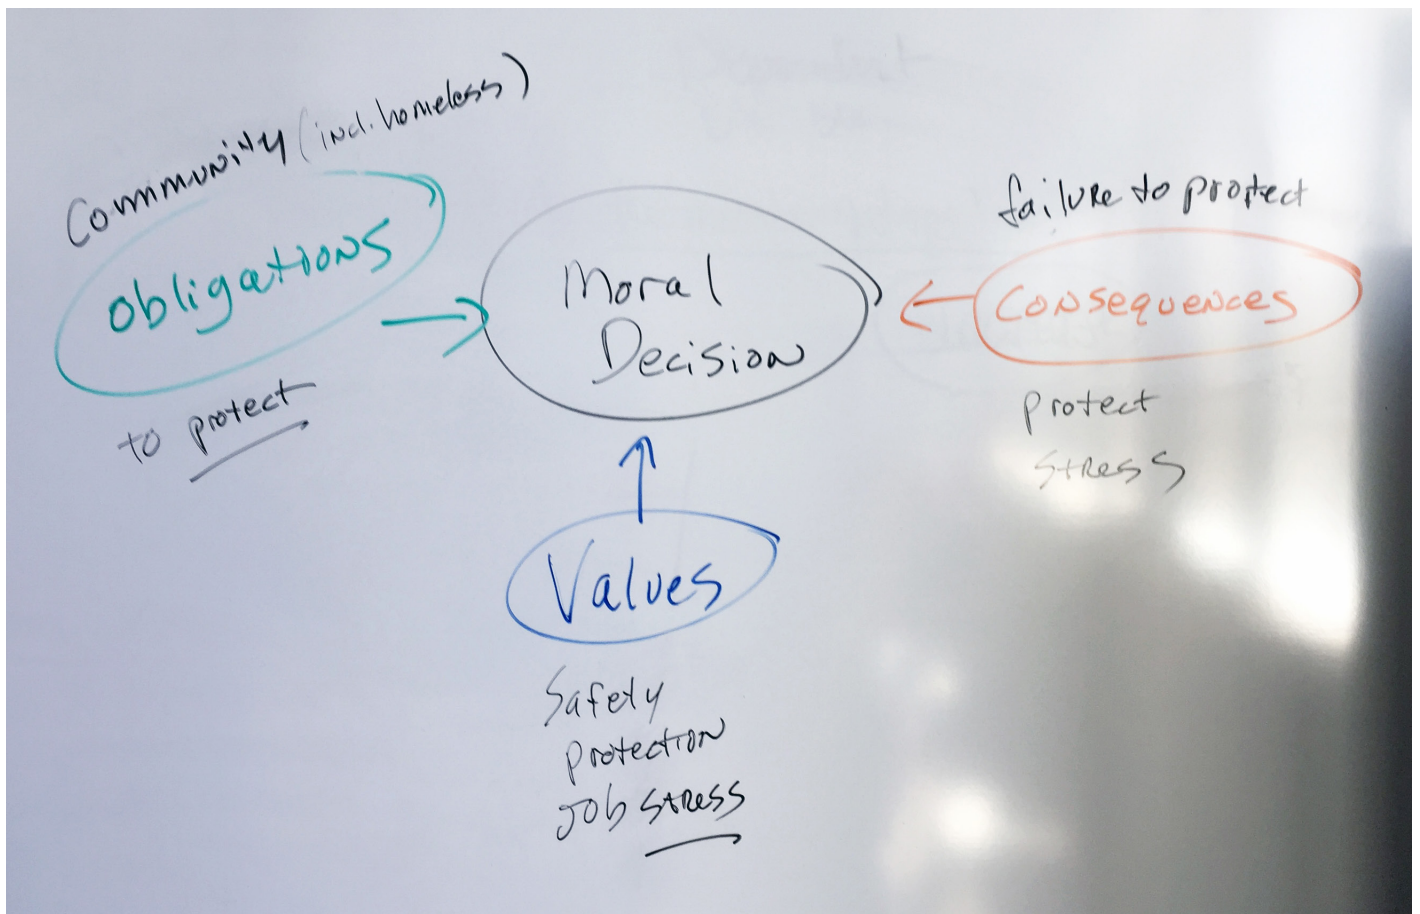 Community (incl. homeless)
obligations
to protect
Moral
Decision
failure to protect
Consequences
protect
stress
Values
Safety
protection
Job stress